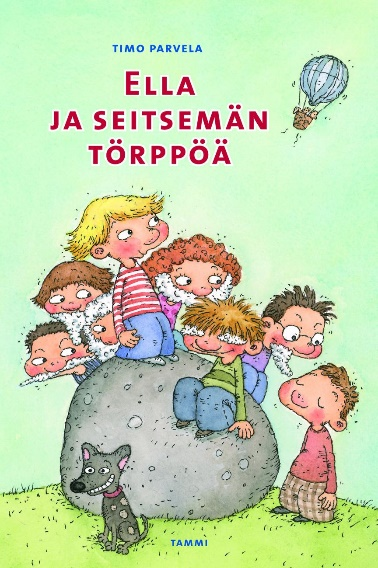 TIMO PARVELA
ELLA
JA SEITSEMÄN
TÖRPPÖÄ
TAMMI